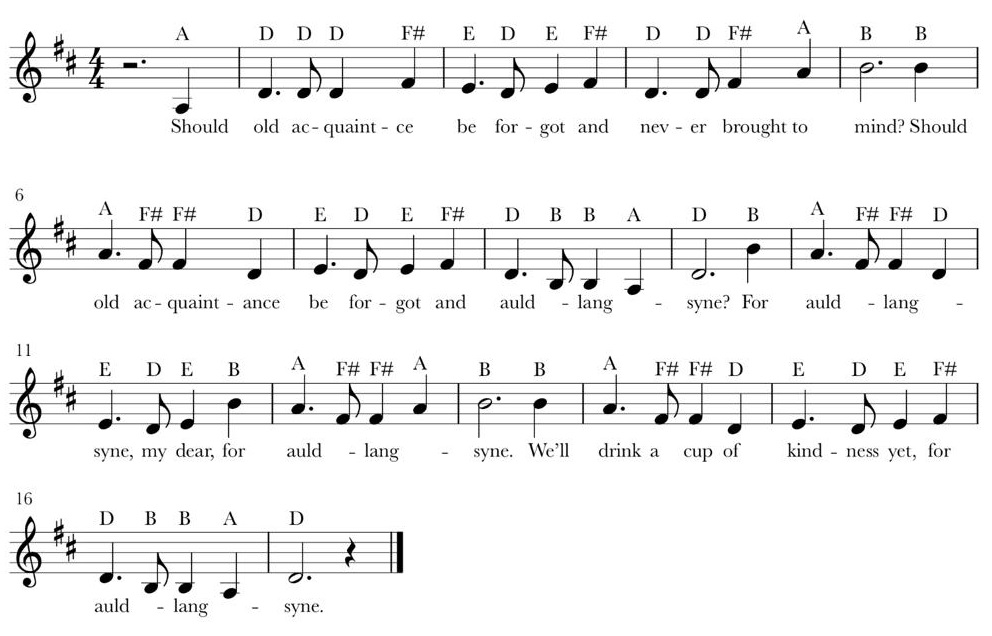 A D D D F# E D E F# D D F# A B B
4
4
Should old ac- quaint - ce be for - got and nev - er brought to mind? Should
6
A F# F# D E D E F# D B B A D B A F# F# D
old ac - quaint - ance be for - got and auld - lang - syne? For auld - lang -
11
E D E B A F# F# A B B A F# F# D E D E F#
syne, my dear, for auld - lang - syne. We'll drink a cup of kind - ness yet, for
16
D B B A D
auld - lang - syne.